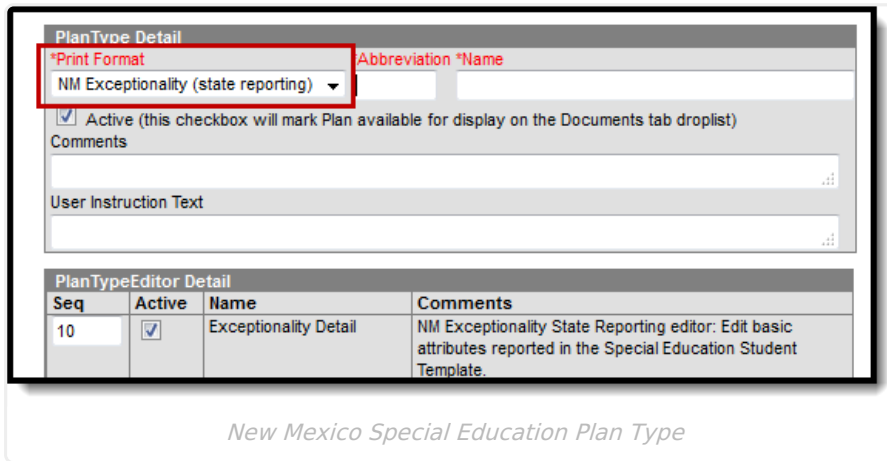 PlanType Detail
*Print Format *Abbreviation *Name
NM Exceptionality (state reporting)
Active (this checkbox will mark Plan available for display on the Documents tab droplist)
Comments
User Instruction Text
PlanTypeEditor Detail
Seq Active Name Comments
10 Exceptionality Detail NM Exceptionality State Reporting editor: Edit basic
attributes reported in the Special Education Student
Template.
New Mexico Special Education Plan Type